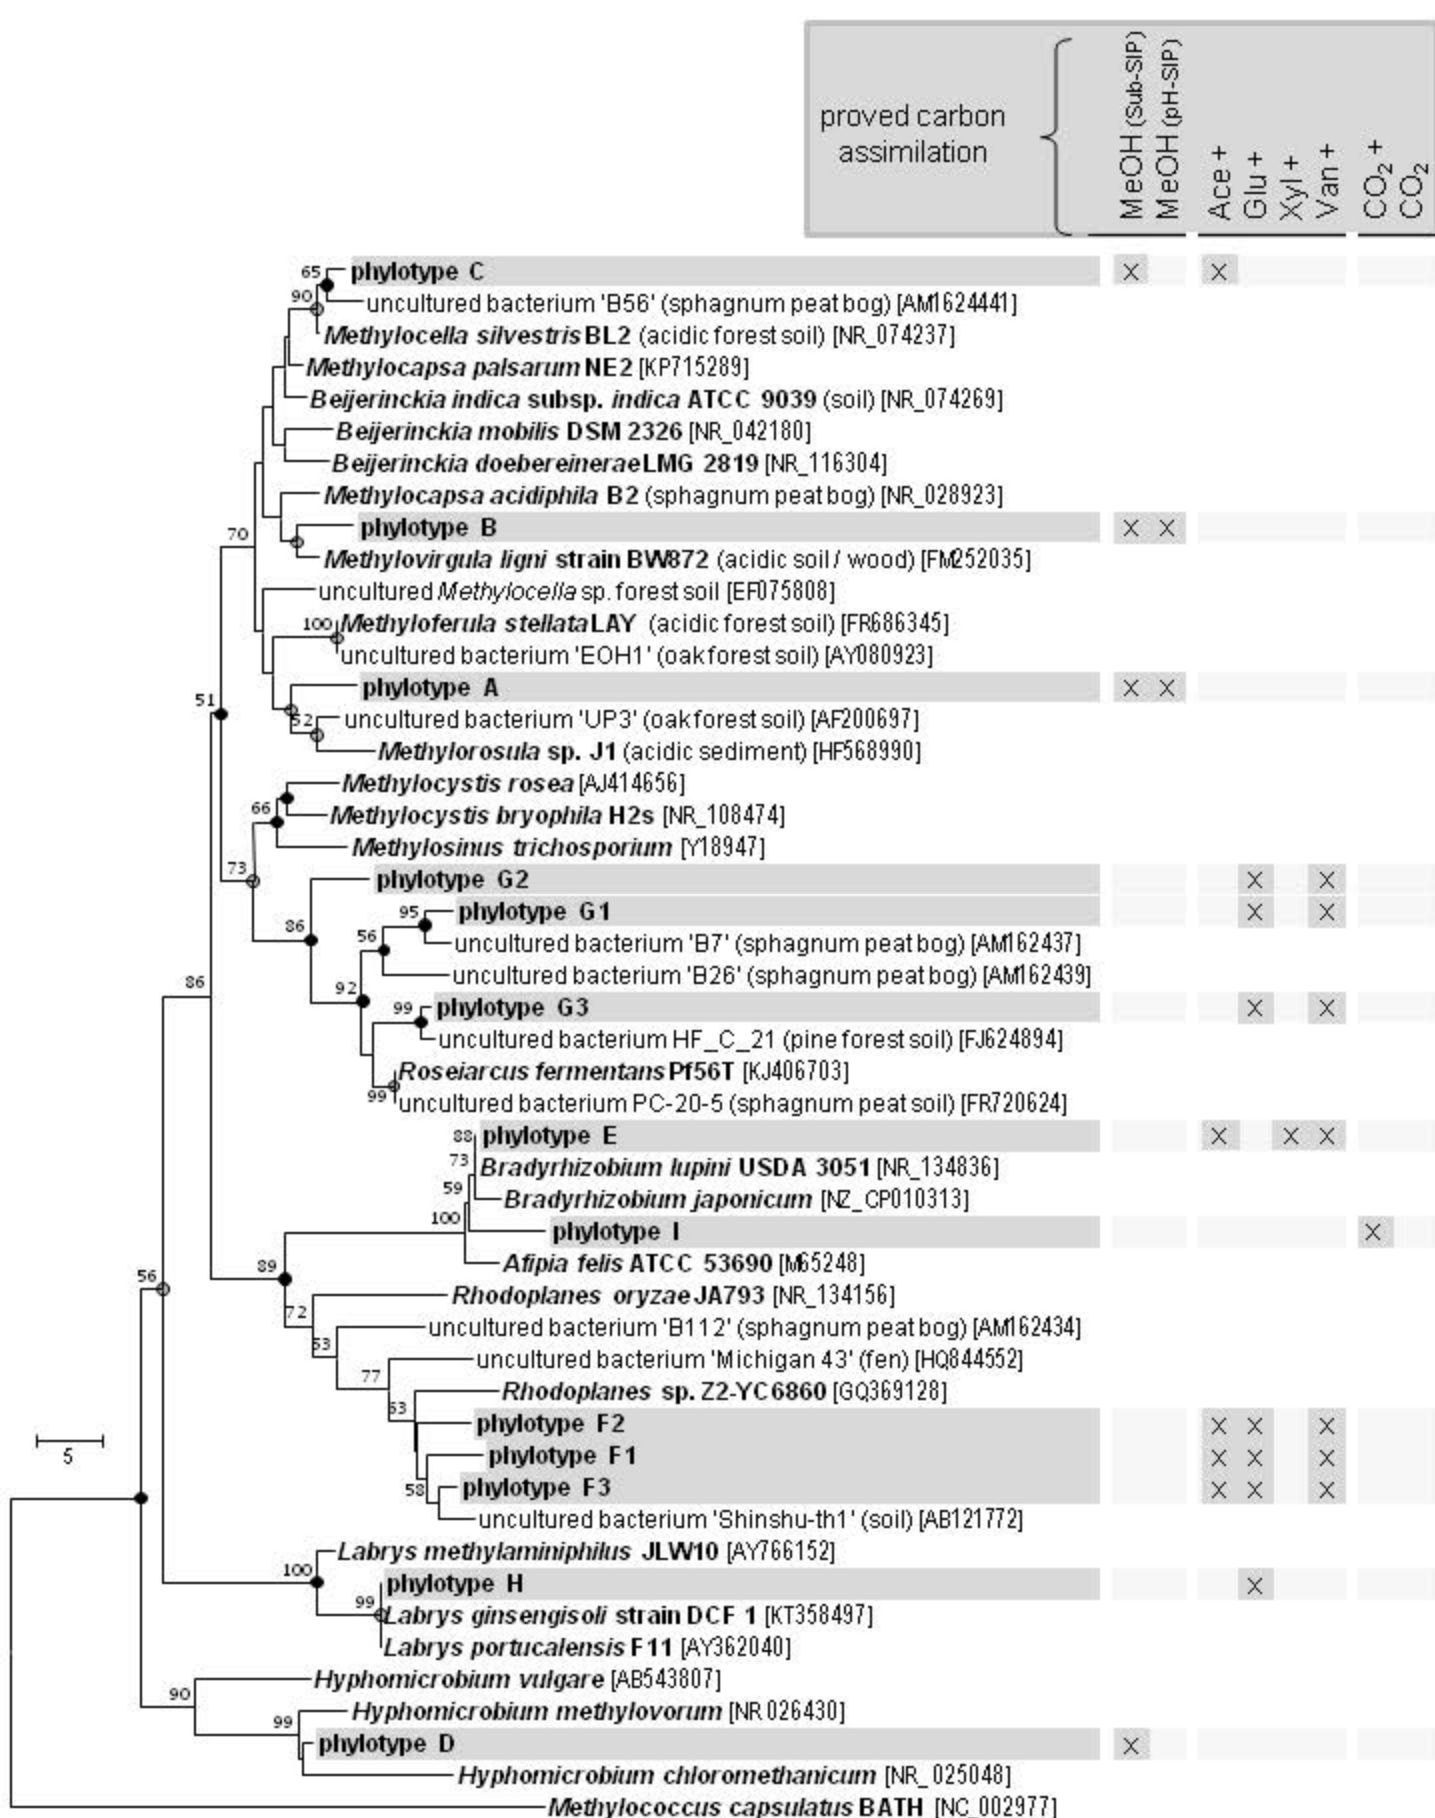 proved carbon
assimilation
MeOH (Sub-SIP)
MeOH (pH-SIP)
Ace +
Glu +
Xyl +
Van +
CO2 +
CO2
65 phylotype C X X
90 uncultured bacterium 'B56' (sphagnum peat bog) [AM1624441]
Methylocella silvestris BL2 (acidic forest soil) [NR_074237]
Methylocapsa palsarum NE2 [KP715289]
Beijerinckia indica subsp. indica ATCC 9039 (soil) [NR_074269]
Beijerinckia mobilis DSM 2326 [NR_042180]
Beijerinckia doebereinerae LMG 2819 [NR_116304]
Methylocapsa acidiphila B2 (sphagnum peat bog) [NR_028923]
70 phylotype B X X
Methylovirgula ligni strain BW872 (acidic soil / wood) [FM252035]
uncultured Methylocella sp. forest soil [EF075808]
100 Methyloferula stellata LAY (acidic forest soil) [FR686345]
uncultured bacterium 'EOH1' (oak forest soil) [AY080923]
phylotype A X X
51 52 uncultured bacterium 'UP3' (oak forest soil) [AF200697]
Methylorosula sp. J1 (acidic sediment) [HF568990]
Methylocystis rosea [AJ414656]
66 Methylocystis bryophila H2s [NR_108474]
Methylosinus trichosporium [Y18947]
73 phylotype G2 X X
95 phylotype G1 X X
86 56 uncultured bacterium 'B7' (sphagnum peat bog) [AM162437]
uncultured bacterium 'B26' (sphagnum peat bog) [AM162439]
86 92 99 phylotype G3 X X
uncultured bacterium HF_C_21 (pine forest soil) [FJ624894]
Roseiarcus fermentans Pf56T [KJ406703]
99 uncultured bacterium PC-20-5 (sphagnum peat soil) [FR720624]
88 phylotype E X X X
73 Bradyrhizobium lupini USDA 3051 [NR_134836]
59 Bradyrhizobium japonicum [NZ_CP010313]
100 phylotype I X
89 Afipia felis ATCC 53690 [M65248]
56 72 Rhodoplanes oryzae JA793 [NR_134156]
53 uncultured bacterium 'B112' (sphagnum peat bog) [AM162434]
uncultured bacterium 'Michigan 43' (fen) [HQ844552]
77 Rhodoplanes sp. Z2-YC6860 [GQ369128]
53 phylotype F2 X X X
5 phylotype F1 X X X
58 phylotype F3 X X X
uncultured bacterium 'Shinshu-th1' (soil) [AB121772]
Labrys methylaminiphilus JLW10 [AY766152]
100 phylotype H X
99 Labrys ginsengisoli strain DCF 1 [KT358497]
Labrys portucalensis F11 [AY362040]
Hyphomicrobium vulgare [AB543807]
90 Hyphomicrobium methylovorum [NR 026430]
99 phylotype D X
Hyphomicrobium chloromethanicum [NR_025048]
Methylococcus capsulatus BATH [NC_002977]